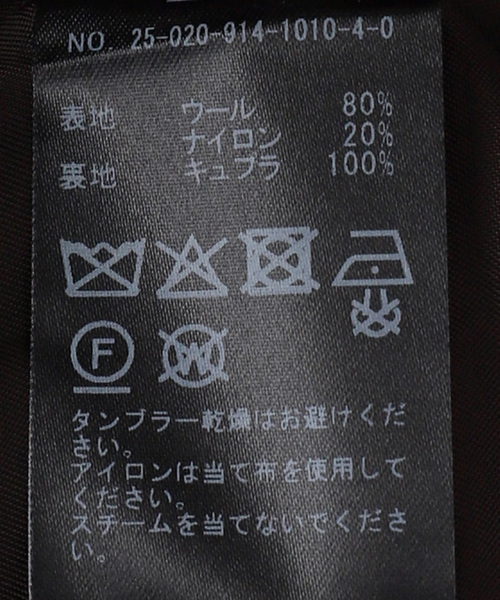 NO. 25-020-914-1010-4-0
表地 ウール 80%
ナイロン 20%
裏地 キュプラ 100%
F W
タンブラー乾燥はお避けくだ
さい。
アイロンは当て布を使用して
ください。
スチームを当てないでくださ
い。